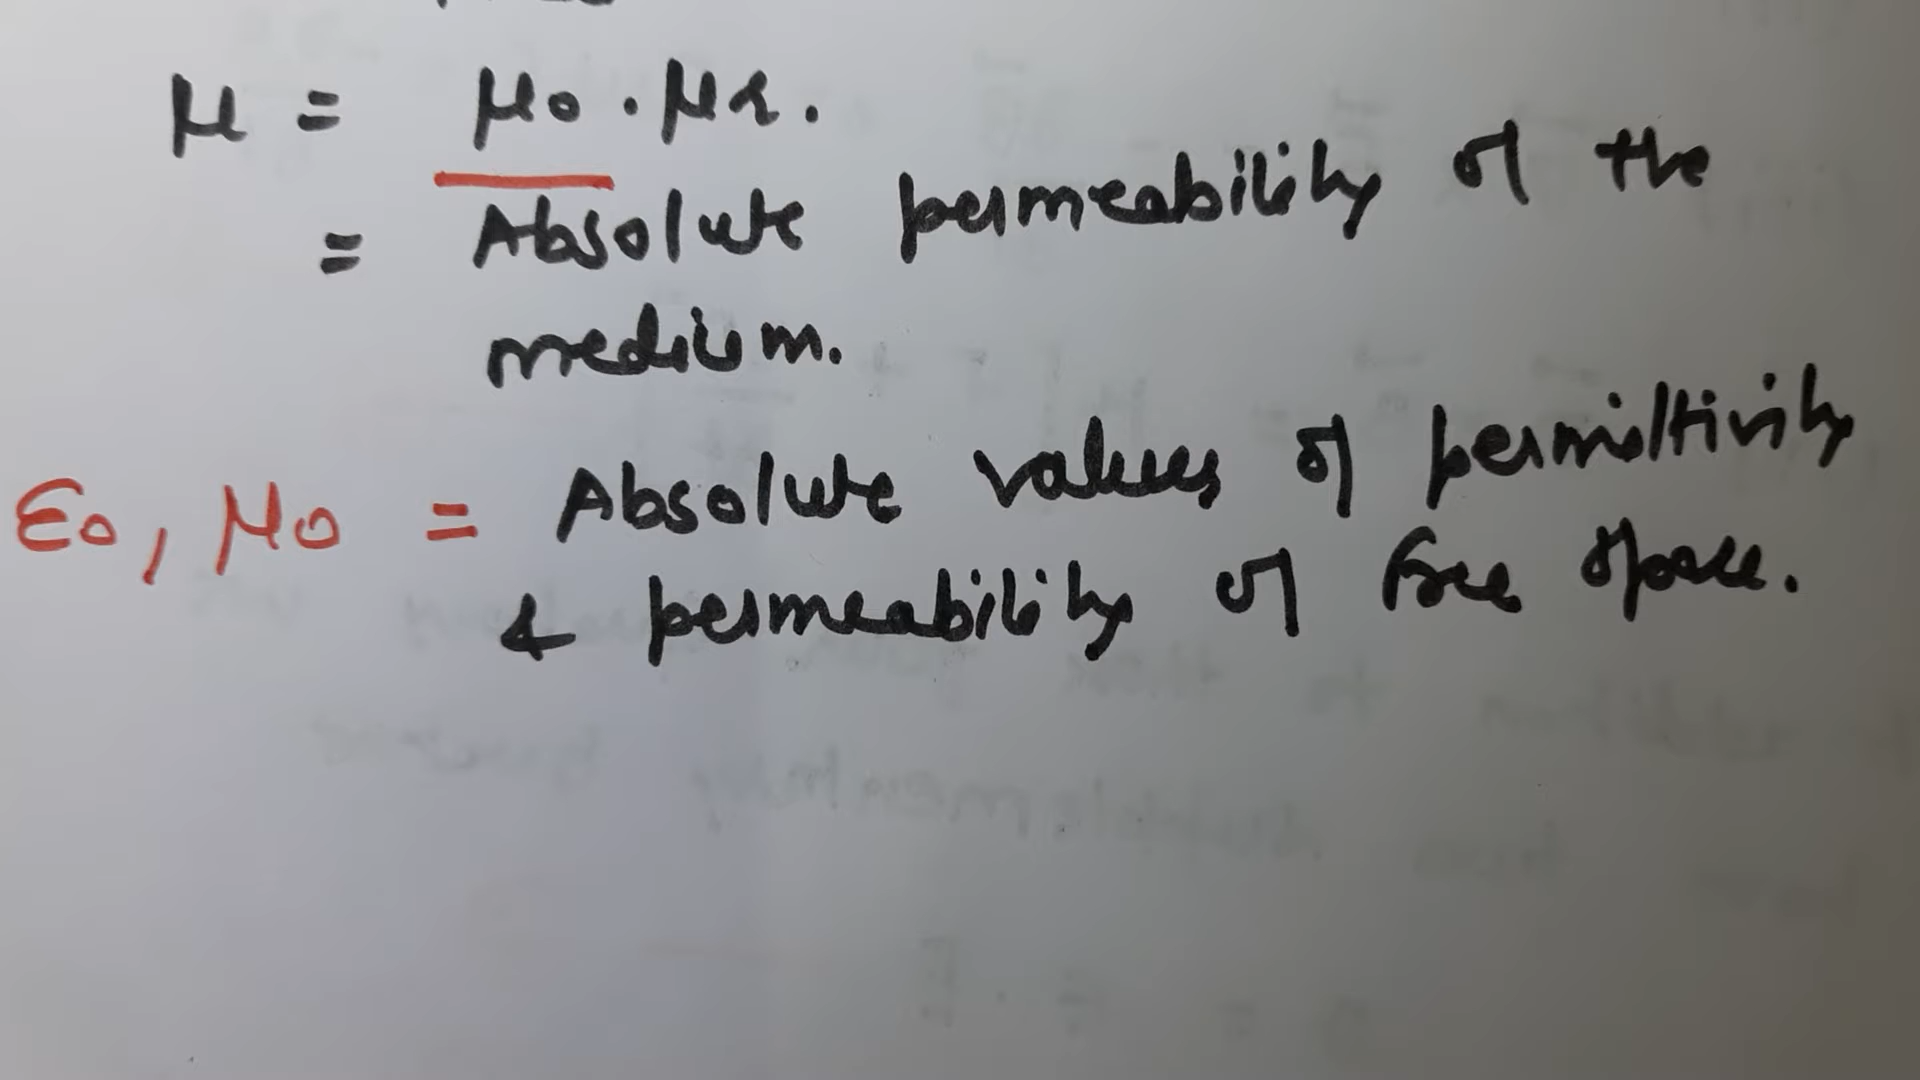 μ = μ0 . μr.
= Absolute permeability of the
medium.
ε0, μ0 = Absolute values of permittivity
& permeability of free space.